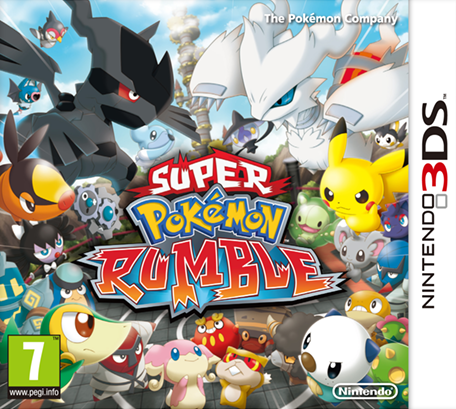 The Pokémon Company
SUPER
POKéMON
RUMBLE
NINTENDO 3DS
7
www.pegi.info
Nintendo